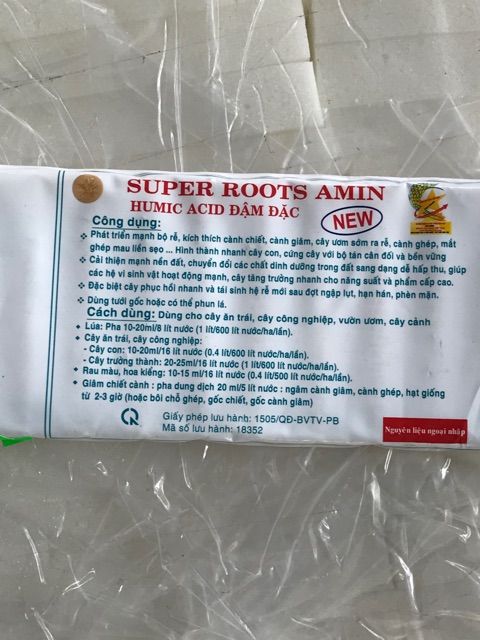 SUPER ROOTS AMIN
HUMIC ACID ĐẬM ĐẶC
NEW
Công dụng:
❖ Phát triển mạnh bộ rễ, kích thích cành chiết, cành giâm, cây ươm sớm ra rễ, cành ghép, mắt
ghép mau liền sẹo ... Hình thành nhanh cây con, cứng cây với bộ tán cân đối và bền vững
❖ Cải thiện mạnh nền đất, chuyển đổi các chất dinh dưỡng trong đất sang dạng dễ hấp thu, giúp
các hệ vi sinh vật hoạt động mạnh, cây tăng trưởng nhanh cho năng suất và phẩm cấp cao.
❖ Đặc biệt cây phục hồi nhanh và tái sinh hệ rễ mới sau đợt ngập lụt, hạn hán, phèn mặn.
❖ Dùng tưới gốc hoặc có thể phun lá.
Cách dùng: Dùng cho cây ăn trái, cây công nghiệp, vườn ươm, cây cảnh
♦ Lúa: Pha 10-20ml/8 lít nước (1 lít/600 lít nước/ha/lần).
♦ Cây ăn trái, cây công nghiệp:
- Cây con: 10-20ml/16 lít nước (0.4 lít/600 lít nước/ha/lần).
- Cây trưởng thành: 20-25ml/16 lít nước (1 lít/600 lít nước/ha/lần).
♦ Rau màu, hoa kiểng: 10-15 ml/16 lít nước (0.4 lít/500 lít nước/ha/lần).
♦ Giâm chiết cành : pha dung dịch 20 ml/5 lít nước : ngâm cành giâm, cành ghép, hạt giống
từ 2-3 giờ (hoặc bôi chỗ ghép, gốc chiết, gốc cành giâm)
Giấy phép lưu hành: 1505/QĐ-BVTV-PB
Mã số lưu hành: 18352
Nguyên liệu ngoại nhập